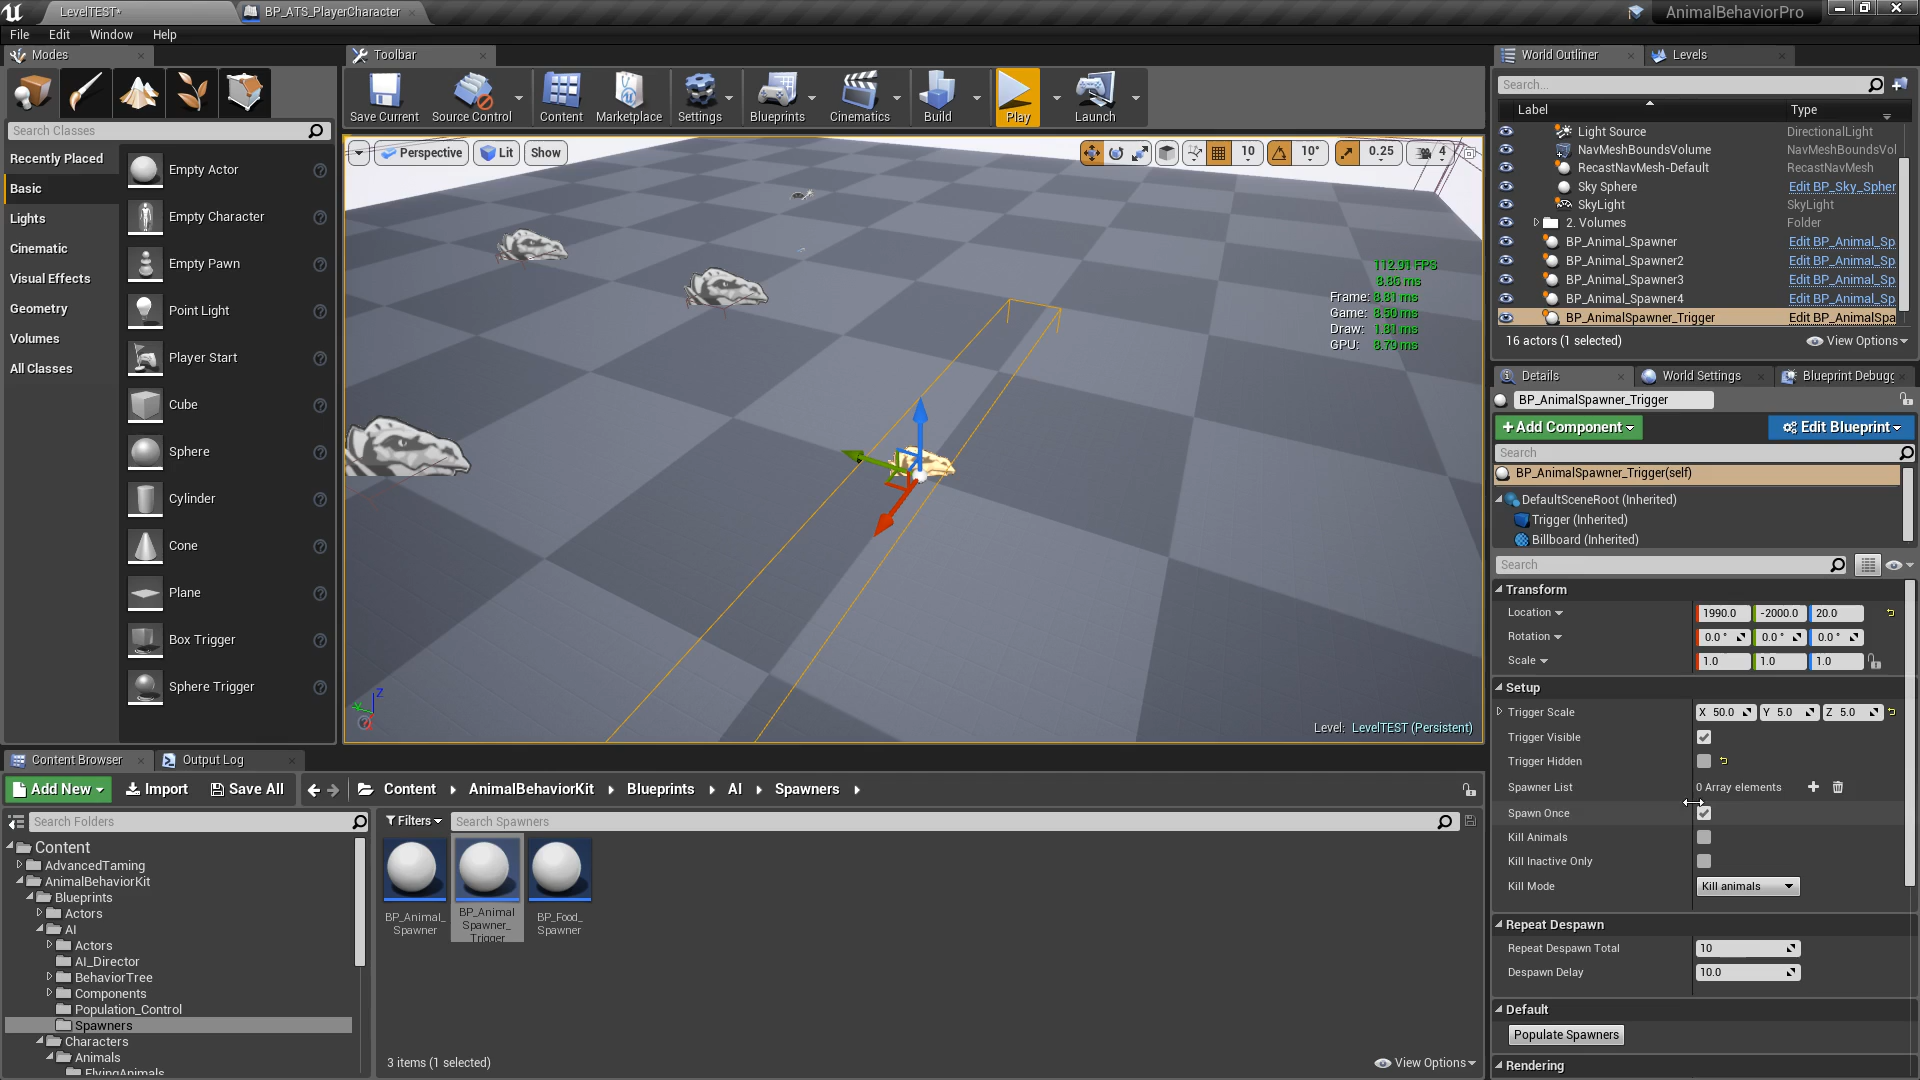 LevelTEST*
BP_ATS_PlayerCharacter
AnimalBehaviorPro
File Edit Window Help
Modes
Search Classes
Recently Placed
Basic
Lights
Cinematic
Visual Effects
Geometry
Volumes
All Classes
Empty Actor
Empty Character
Empty Pawn
Point Light
Player Start
Cube
Sphere
Cylinder
Cone
Plane
Box Trigger
Sphere Trigger
Toolbar
Save Current Source Control Content Marketplace Settings Blueprints Cinematics Build Play Launch
Perspective Lit Show
10 10° 0.25 4
112.91 FPS
8.86 ms
Frame: 8.81 ms
Game: 8.50 ms
Draw: 1.81 ms
GPU: 8.79 ms
Level: LevelTEST (Persistent)
World Outliner Levels
Search...
Label Type
Light Source DirectionalLight
NavMeshBoundsVolume NavMeshBoundsVol
RecastNavMesh-Default RecastNavMesh
Sky Sphere Edit BP_Sky_Spher
SkyLight SkyLight
2. Volumes Folder
BP_Animal_Spawner Edit BP_Animal_Sp
BP_Animal_Spawner2 Edit BP_Animal_Sp
BP_Animal_Spawner3 Edit BP_Animal_Sp
BP_Animal_Spawner4 Edit BP_Animal_Sp
BP_AnimalSpawner_Trigger Edit BP_AnimalSpa
16 actors (1 selected) View Options
Details World Settings Blueprint Debugg
BP_AnimalSpawner_Trigger
+Add Component Edit Blueprint
Search
BP_AnimalSpawner_Trigger(self)
DefaultSceneRoot (Inherited)
Trigger (Inherited)
Billboard (Inherited)
Search
Transform
Location 1990.0 -2000.0 20.0
Rotation 0.0 ° 0.0 ° 0.0 °
Scale 1.0 1.0 1.0
Setup
Trigger Scale X 50.0 Y 5.0 Z 5.0
Trigger Visible
Trigger Hidden
Spawner List 0 Array elements
Spawn Once
Kill Animals
Kill Inactive Only
Kill Mode Kill animals
Repeat Despawn
Repeat Despawn Total 10
Despawn Delay 10.0
Default
Populate Spawners
Rendering
Content Browser Output Log
Add New Import Save All Content AnimalBehaviorKit Blueprints AI Spawners
Search Folders
Content
AdvancedTaming
AnimalBehaviorKit
Blueprints
Actors
AI
Actors
AI_Director
BehaviorTree
Components
Population_Control
Spawners
Characters
Animals
FlyingAnimals
Filters Search Spawners
BP_Animal_
Spawner
BP_Animal
Spawner_
Trigger
BP_Food_
Spawner
3 items (1 selected) View Options